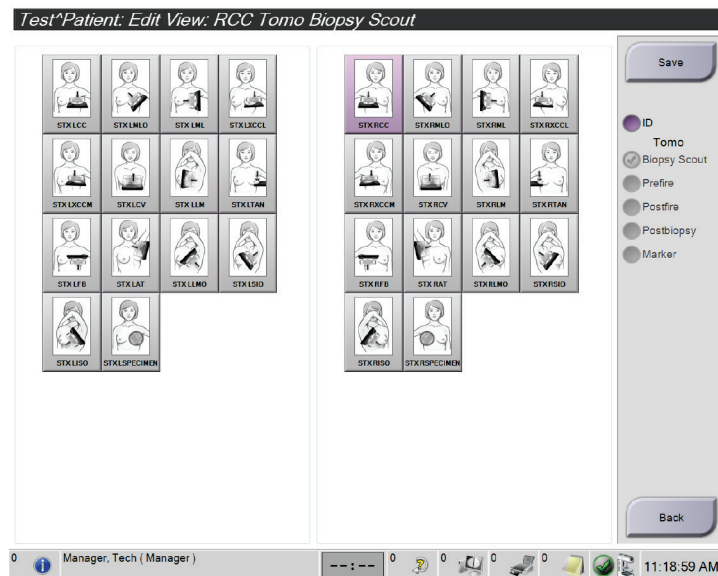 Test^Patient: Edit View: RCC Tomo Biopsy Scout
STX LCC STX LMLO STX LML STX LXCCL
STX LXCCM STX LCV STX LLM STX LTAN
STX LFB STX LAT STX LLMO STX LSIO
STX LISO STX LSPECIMEN
STX RCC STX RMLO STX RML STX RXCCL
STX RXCCM STX RCV STX RLM STX RTAN
STX RFB STX RAT STX RLMO STX RSIO
STX RISO STX RSPECIMEN
Save
ID
Tomo
Biopsy Scout
Prefire
Postfire
Postbiopsy
Marker
Back
0 Manager, Tech ( Manager ) --:-- 0 0 0 0 11:18:59 AM